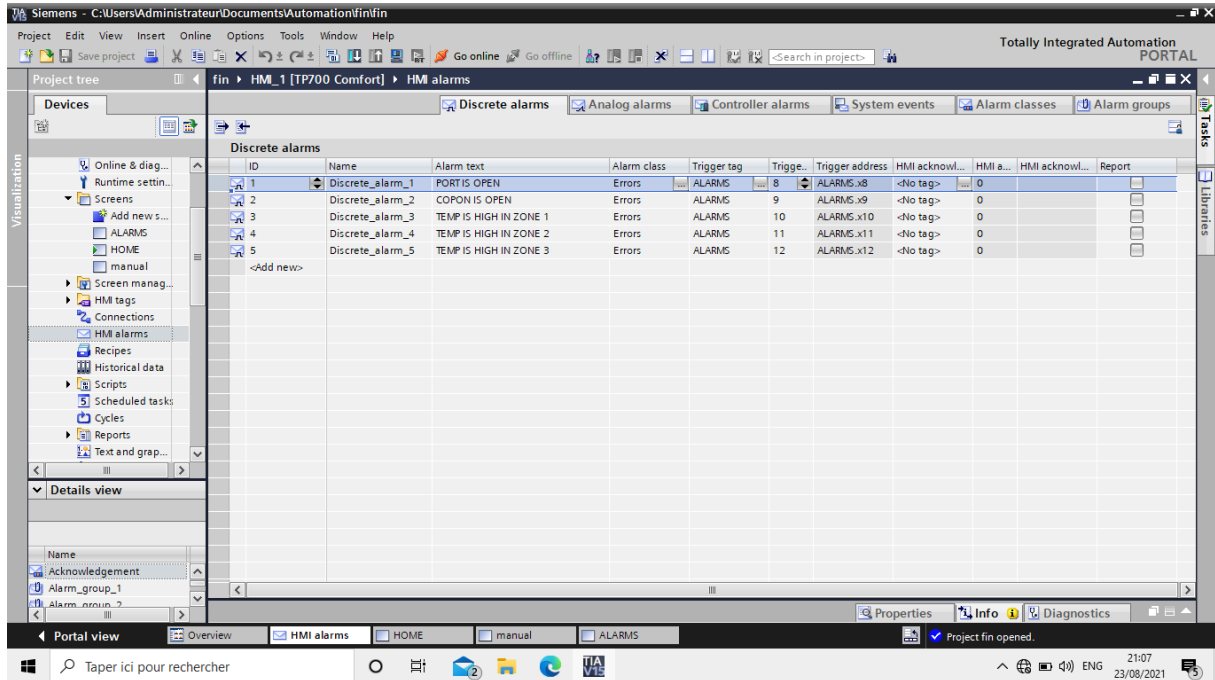 Siemens - C:\Users\Administrateur\Documents\Automation\fin\fin
Project Edit View Insert Online Options Tools Window Help
Totally Integrated Automation
PORTAL
Save project Go online Go offline <Search in project>
Project tree
fin HMI_1 [TP700 Comfort] HMI alarms
Devices
Discrete alarms Analog alarms Controller alarms System events Alarm classes Alarm groups
Visualization
Tasks
Libraries
Discrete alarms
ID Name Alarm text Alarm class Trigger tag Trigge.. Trigger address HMI acknowl... HMI a... HMI acknowl... Report
1 Discrete_alarm_1 PORT IS OPEN Errors ALARMS 8 ALARMS.x8 <No tag> 0
2 Discrete_alarm_2 COPON IS OPEN Errors ALARMS 9 ALARMS.x9 <No tag> 0
3 Discrete_alarm_3 TEMP IS HIGH IN ZONE 1 Errors ALARMS 10 ALARMS.x10 <No tag> 0
4 Discrete_alarm_4 TEMP IS HIGH IN ZONE 2 Errors ALARMS 11 ALARMS.x11 <No tag> 0
5 Discrete_alarm_5 TEMP IS HIGH IN ZONE 3 Errors ALARMS 12 ALARMS.x12 <No tag> 0
<Add new>
Online & diag...
Runtime settin..
Screens
Add new s...
ALARMS
HOME
manual
Screen manag...
HMI tags
Connections
HMI alarms
Recipes
Historical data
Scripts
Scheduled tasks
Cycles
Reports
Text and grap...
Details view
Name
Acknowledgement
Alarm_group_1
Alarm_group_2
Properties Info Diagnostics
Portal view Overview HMI alarms HOME manual ALARMS Project fin opened.
Taper ici pour rechercher
2
TIA V15
ENG
21:07
23/08/2021
5